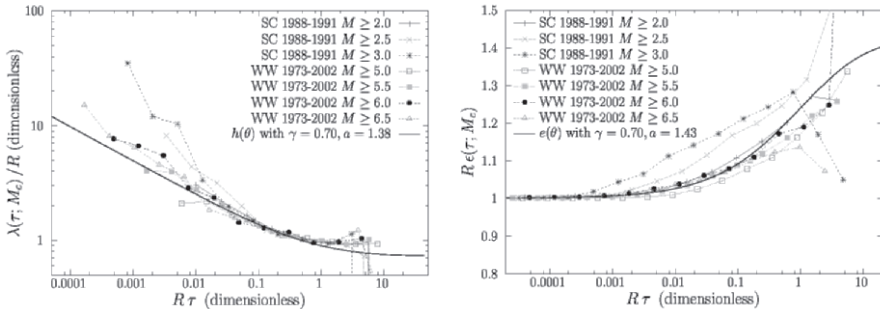 100
10
1
0.0001
0.001
0.01
0.1
1
10
λ(τ; M_c) / R (dimensionless)
R τ (dimensionless)
SC 1988-1991 M ≥ 2.0
SC 1988-1991 M ≥ 2.5
SC 1988-1991 M ≥ 3.0
WW 1973-2002 M ≥ 5.0
WW 1973-2002 M ≥ 5.5
WW 1973-2002 M ≥ 6.0
WW 1973-2002 M ≥ 6.5
h(θ) with γ = 0.70, a = 1.38
1.5
1.4
1.3
1.2
1.1
1
0.9
0.8
0.0001
0.001
0.01
0.1
1
10
R ϵ(τ; M_c)
R τ (dimensionless)
SC 1988-1991 M ≥ 2.0
SC 1988-1991 M ≥ 2.5
SC 1988-1991 M ≥ 3.0
WW 1973-2002 M ≥ 5.0
WW 1973-2002 M ≥ 5.5
WW 1973-2002 M ≥ 6.0
WW 1973-2002 M ≥ 6.5
e(θ) with γ = 0.70, a = 1.43